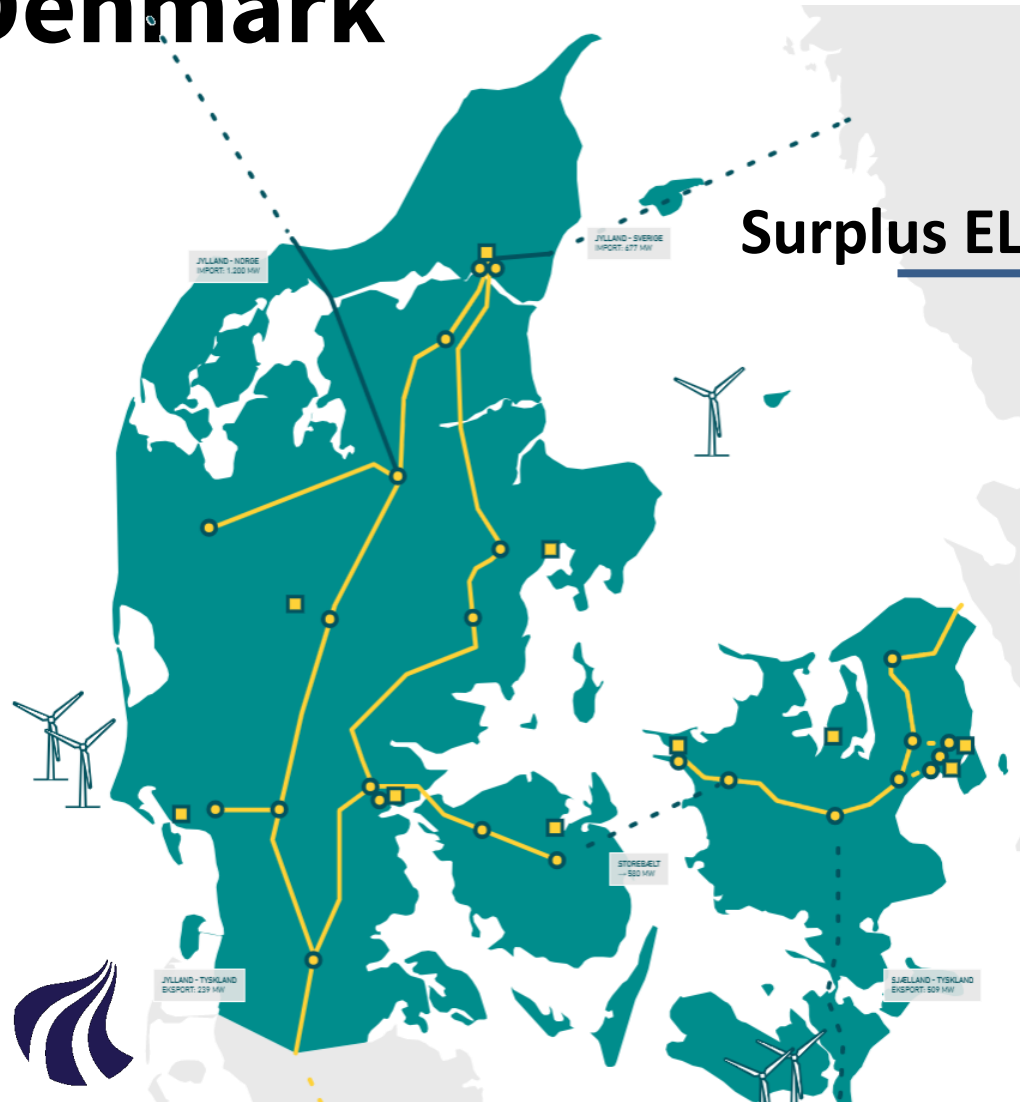 Denmark
JYLLAND - NORGE
IMPORT: 1.200 MW
JYLLAND - SVERIGE
IMPORT: 677 MW
Surplus EL
STOREBÆLT
--> 580 MW
JYLLAND - TYSKLAND
EKSPORT: 239 MW
SJÆLLAND - TYSKLAND
EKSPORT: 509 MW